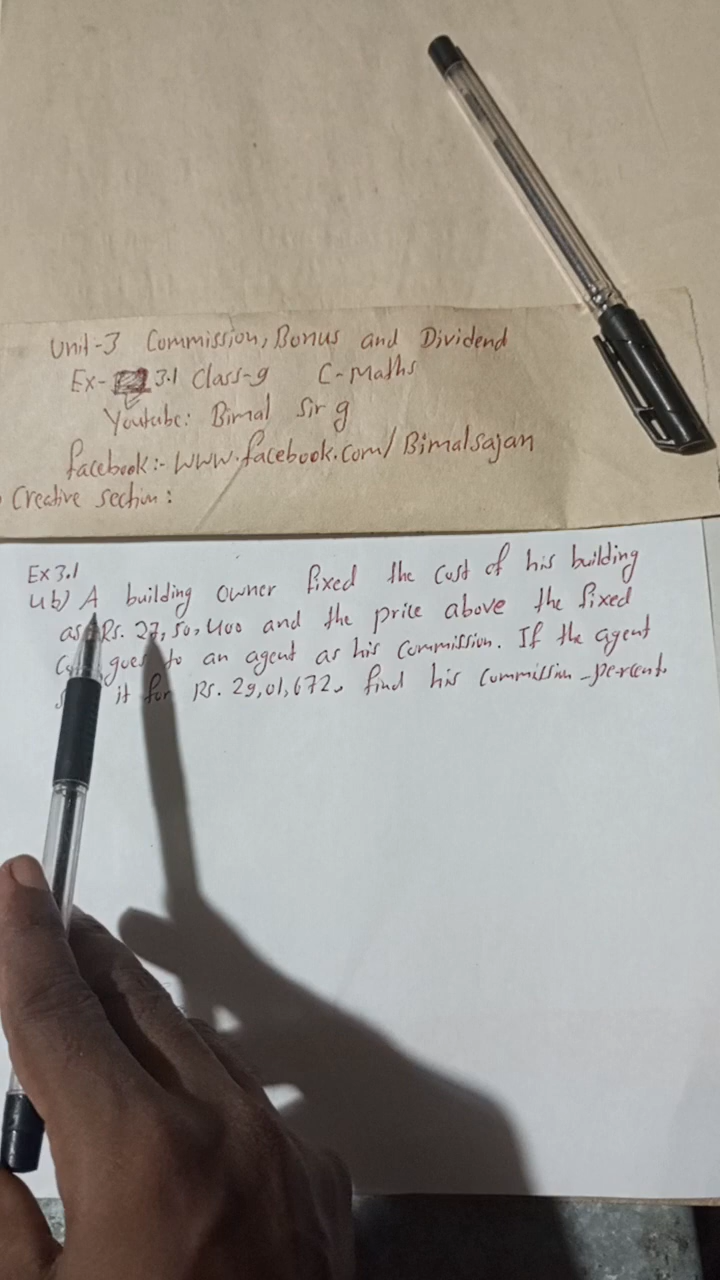 Unit-3 Commission, Bonus and Dividend
Ex- 3.1 Class-9 C-Maths
Youtube: Bimal Sir g
facebook:- www.facebook.com/Bimalsajan
Creative section:
Ex 3.1
4b) A building owner fixed the cost of his building
as Rs. 27,50,400 and the price above the fixed
goes to an agent as his commission. If the agent
it for Rs. 29,01,672. find his commission-percent.